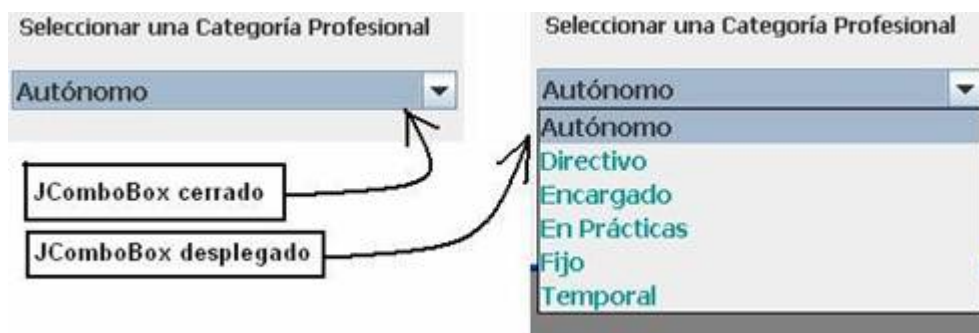 Seleccionar una Categoría Profesional
Autónomo
JComboBox cerrado
JComboBox desplegado
Seleccionar una Categoría Profesional
Autónomo
Autónomo
Directivo
Encargado
En Prácticas
Fijo
Temporal